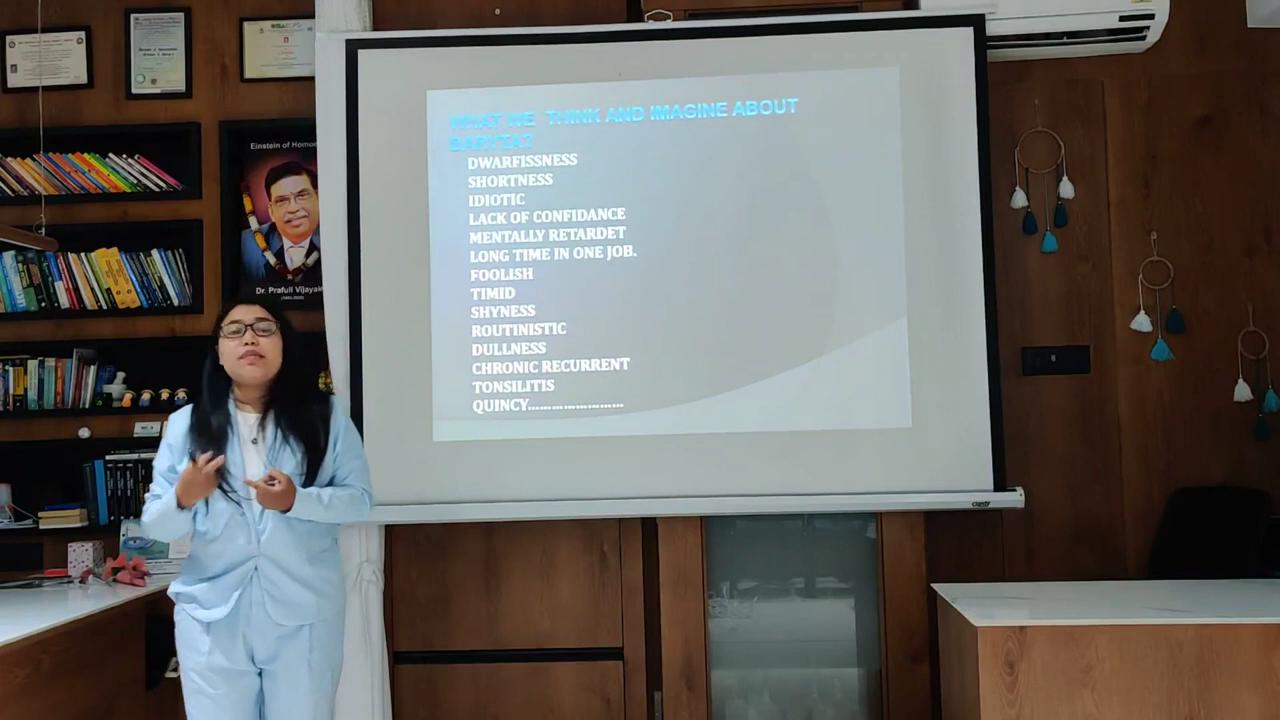 Einstein of Homoe
Dr. Prafull Vijayak
WHAT WE THINK AND IMAGINE ABOUT
BARYTA?
DWARFISSNESS
SHORTNESS
IDIOTIC
LACK OF CONFIDANCE
MENTALLY RETARDET
LONG TIME IN ONE JOB.
FOOLISH
TIMID
SHYNESS
ROUTINISTIC
DULLNESS
CHRONIC RECURRENT
TONSILITIS
QUINCY.....................